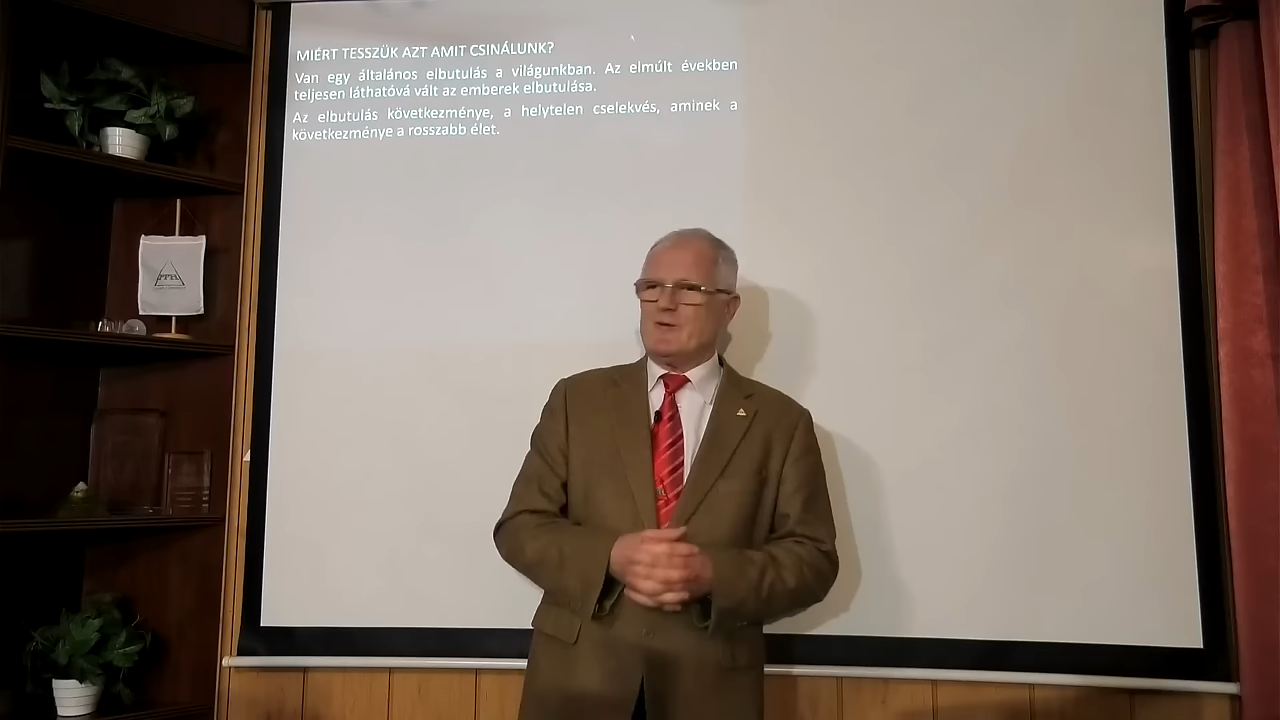 MIÉRT TESSZÜK AZT AMIT CSINÁLUNK?
Van egy általános elbutulás a világunkban. Az elmúlt években
teljesen láthatóvá vált az emberek elbutulása.
Az elbutulás következménye, a helytelen cselekvés, aminek a
következménye a rosszabb élet.